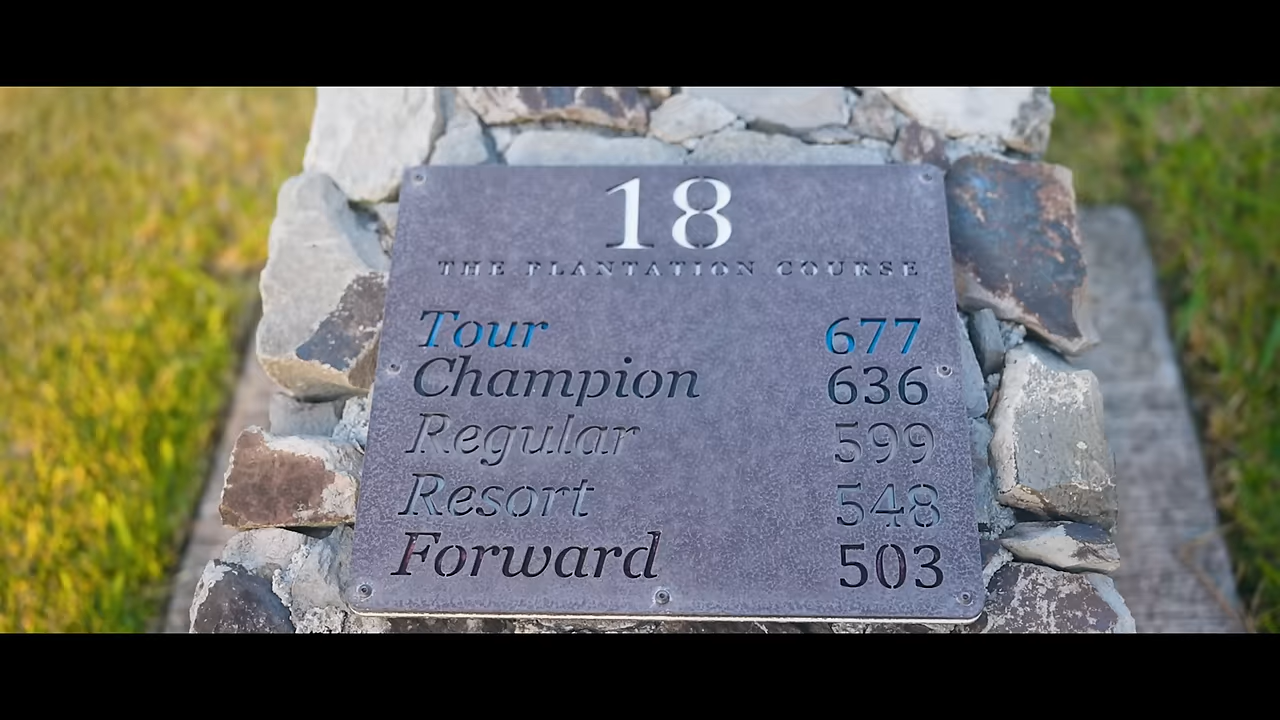 18
THE PLANTATION COURSE
Tour 677
Champion 636
Regular 599
Resort 548
Forward 503